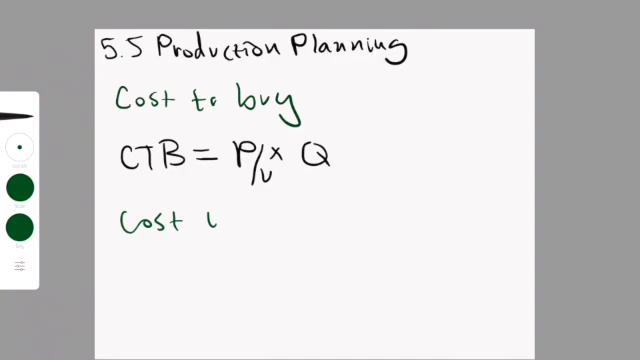 5.5 Production Planning
Cost to buy
CTB = P/u x Q
Cost